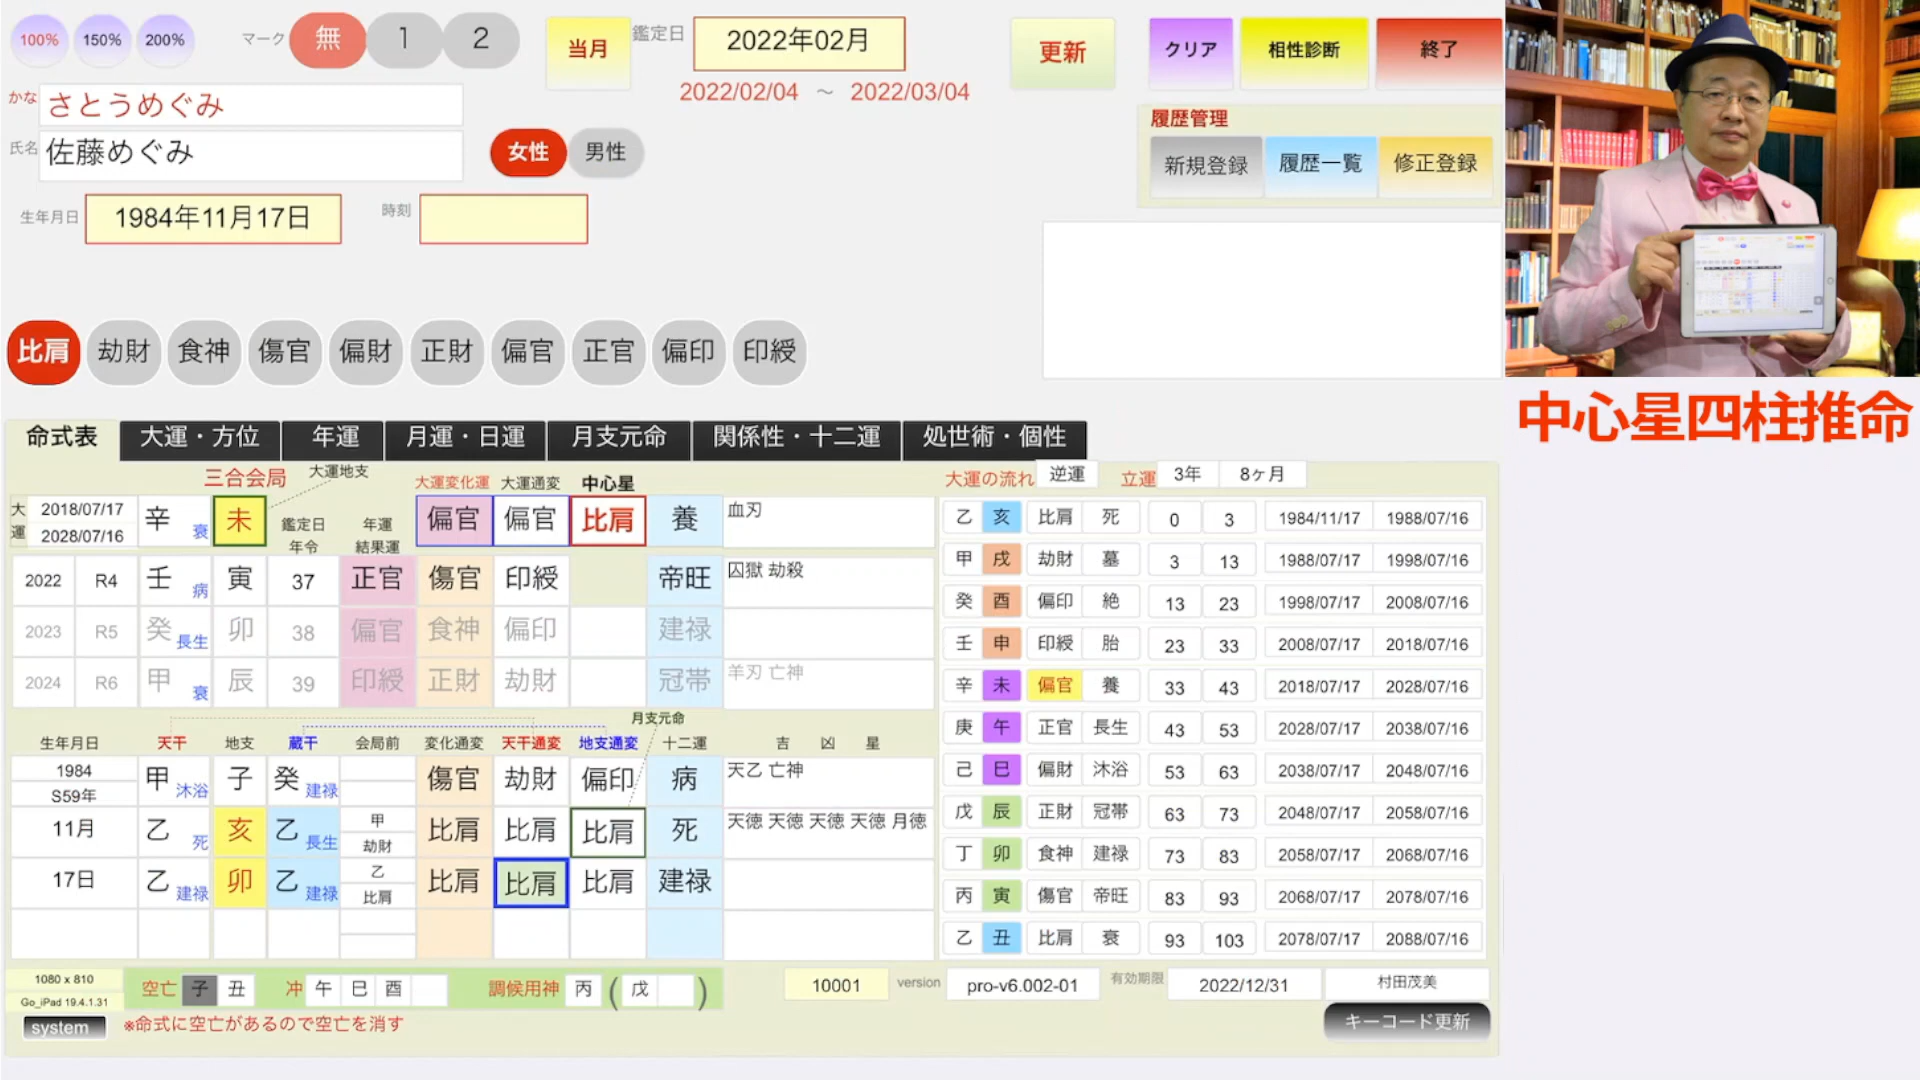 100% 150% 200% マーク 無 1 2 当月 鑑定日 2022年02月 更新 クリア 相性診断 終了
2022/02/04 ～ 2022/03/04
かな さとうめぐみ
履歴管理
氏名 佐藤めぐみ 女性 男性
新規登録 履歴一覧 修正登録
生年月日 1984年11月17日 時刻
比肩 劫財 食神 傷官 偏財 正財 偏官 正官 偏印 印綬
中心星四柱推命
命式表 大運・方位 年運 月運・日運 月支元命 関係性・十二運 処世術・個性
三合会局 大運地支 大運変化運 大運通変 中心星
大運 2018/07/17 2028/07/16 辛 衰 未 鑑定日年令 年運結果運 偏官 偏官 比肩 養 血刃
2022 R4 壬 病 寅 37 正官 傷官 印綬 帝旺 囚獄 劫殺
2023 R5 癸 長生 卯 38 偏官 食神 偏印 建禄
2024 R6 甲 衰 辰 39 印綬 正財 劫財 冠帯 羊刃 亡神
月支元命
生年月日 天干 地支 蔵干 会局前 変化通変 天干通変 地支通変 十二運 吉 凶 星
1984 S59年 甲 沐浴 子 癸 建禄 傷官 劫財 偏印 病 天乙 亡神
11月 乙 死 亥 乙 長生 甲 劫財 比肩 比肩 比肩 死 天徳 天徳 天徳 天徳 月徳
17日 乙 建禄 卯 乙 建禄 乙 比肩 比肩 比肩 比肩 建禄
大運の流れ 逆運 立運 3年 8ヶ月
乙 亥 比肩 死 0 3 1984/11/17 1988/07/16
甲 戌 劫財 墓 3 13 1988/07/17 1998/07/16
癸 酉 偏印 絶 13 23 1998/07/17 2008/07/16
壬 申 印綬 胎 23 33 2008/07/17 2018/07/16
辛 未 偏官 養 33 43 2018/07/17 2028/07/16
庚 午 正官 長生 43 53 2028/07/17 2038/07/16
己 巳 偏財 沐浴 53 63 2038/07/17 2048/07/16
戊 辰 正財 冠帯 63 73 2048/07/17 2058/07/16
丁 卯 食神 建禄 73 83 2058/07/17 2068/07/16
丙 寅 傷官 帝旺 83 93 2068/07/17 2078/07/16
乙 丑 比肩 衰 93 103 2078/07/17 2088/07/16
1080 x 810
Go_iPad 19.4.1.31
空亡 子 丑 冲 午 巳 酉 調候用神 丙 ( 戊 ) 10001 version pro-v6.002-01 有効期限 2022/12/31 村田茂美
system ※命式に空亡があるので空亡を消す キーコード更新